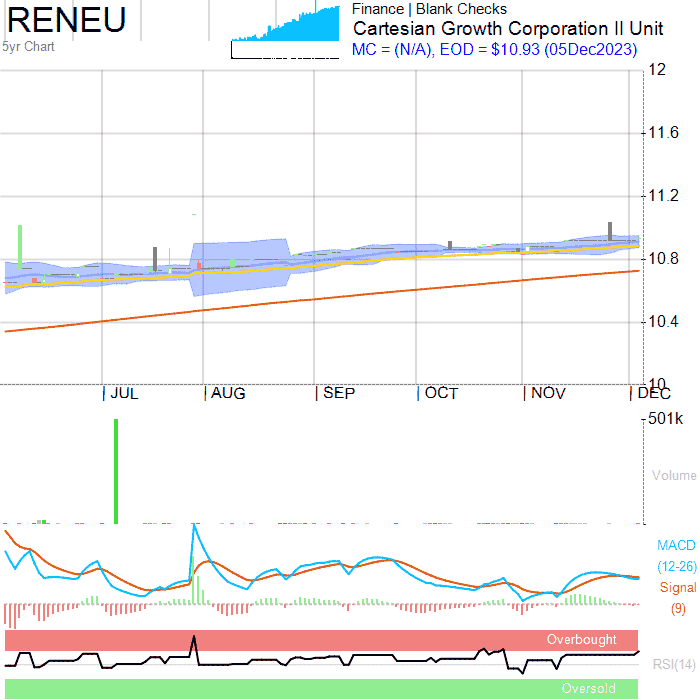 RENEU
5yr Chart
Finance | Blank Checks
Cartesian Growth Corporation II Unit
MC = (N/A), EOD = $10.93 (05Dec2023)
12
11.6
11.2
10.8
10.4
10
JUL AUG SEP OCT NOV DEC
501k
Volume
MACD
(12-26)
Signal
(9)
Overbought
RSI(14)
Oversold